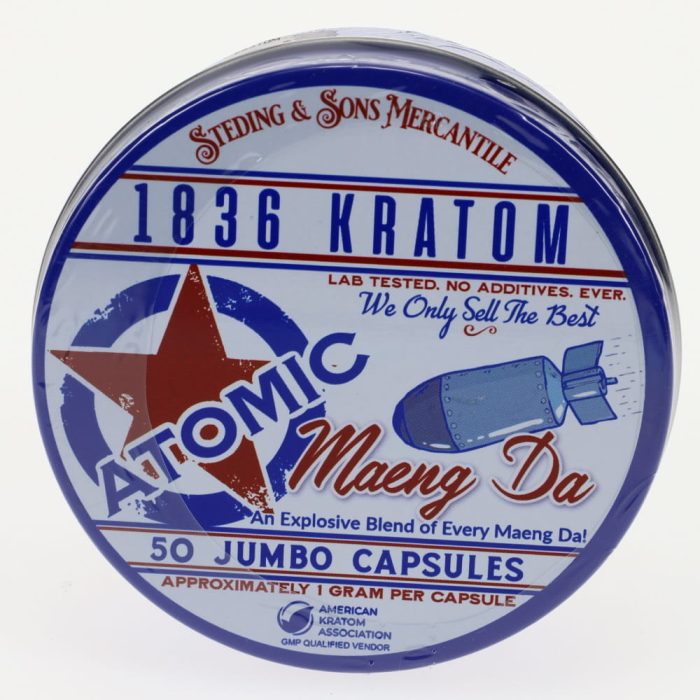 STEDING & SONS MERCANTILE
1836 KRATOM
LAB TESTED. NO ADDITIVES. EVER.
We Only Sell The Best
ATOMIC
Maeng Da
An Explosive Blend of Every Maeng Da!
50 JUMBO CAPSULES
APPROXIMATELY 1 GRAM PER CAPSULE
AMERICAN
KRATOM
ASSOCIATION
GMP QUALIFIED VENDOR